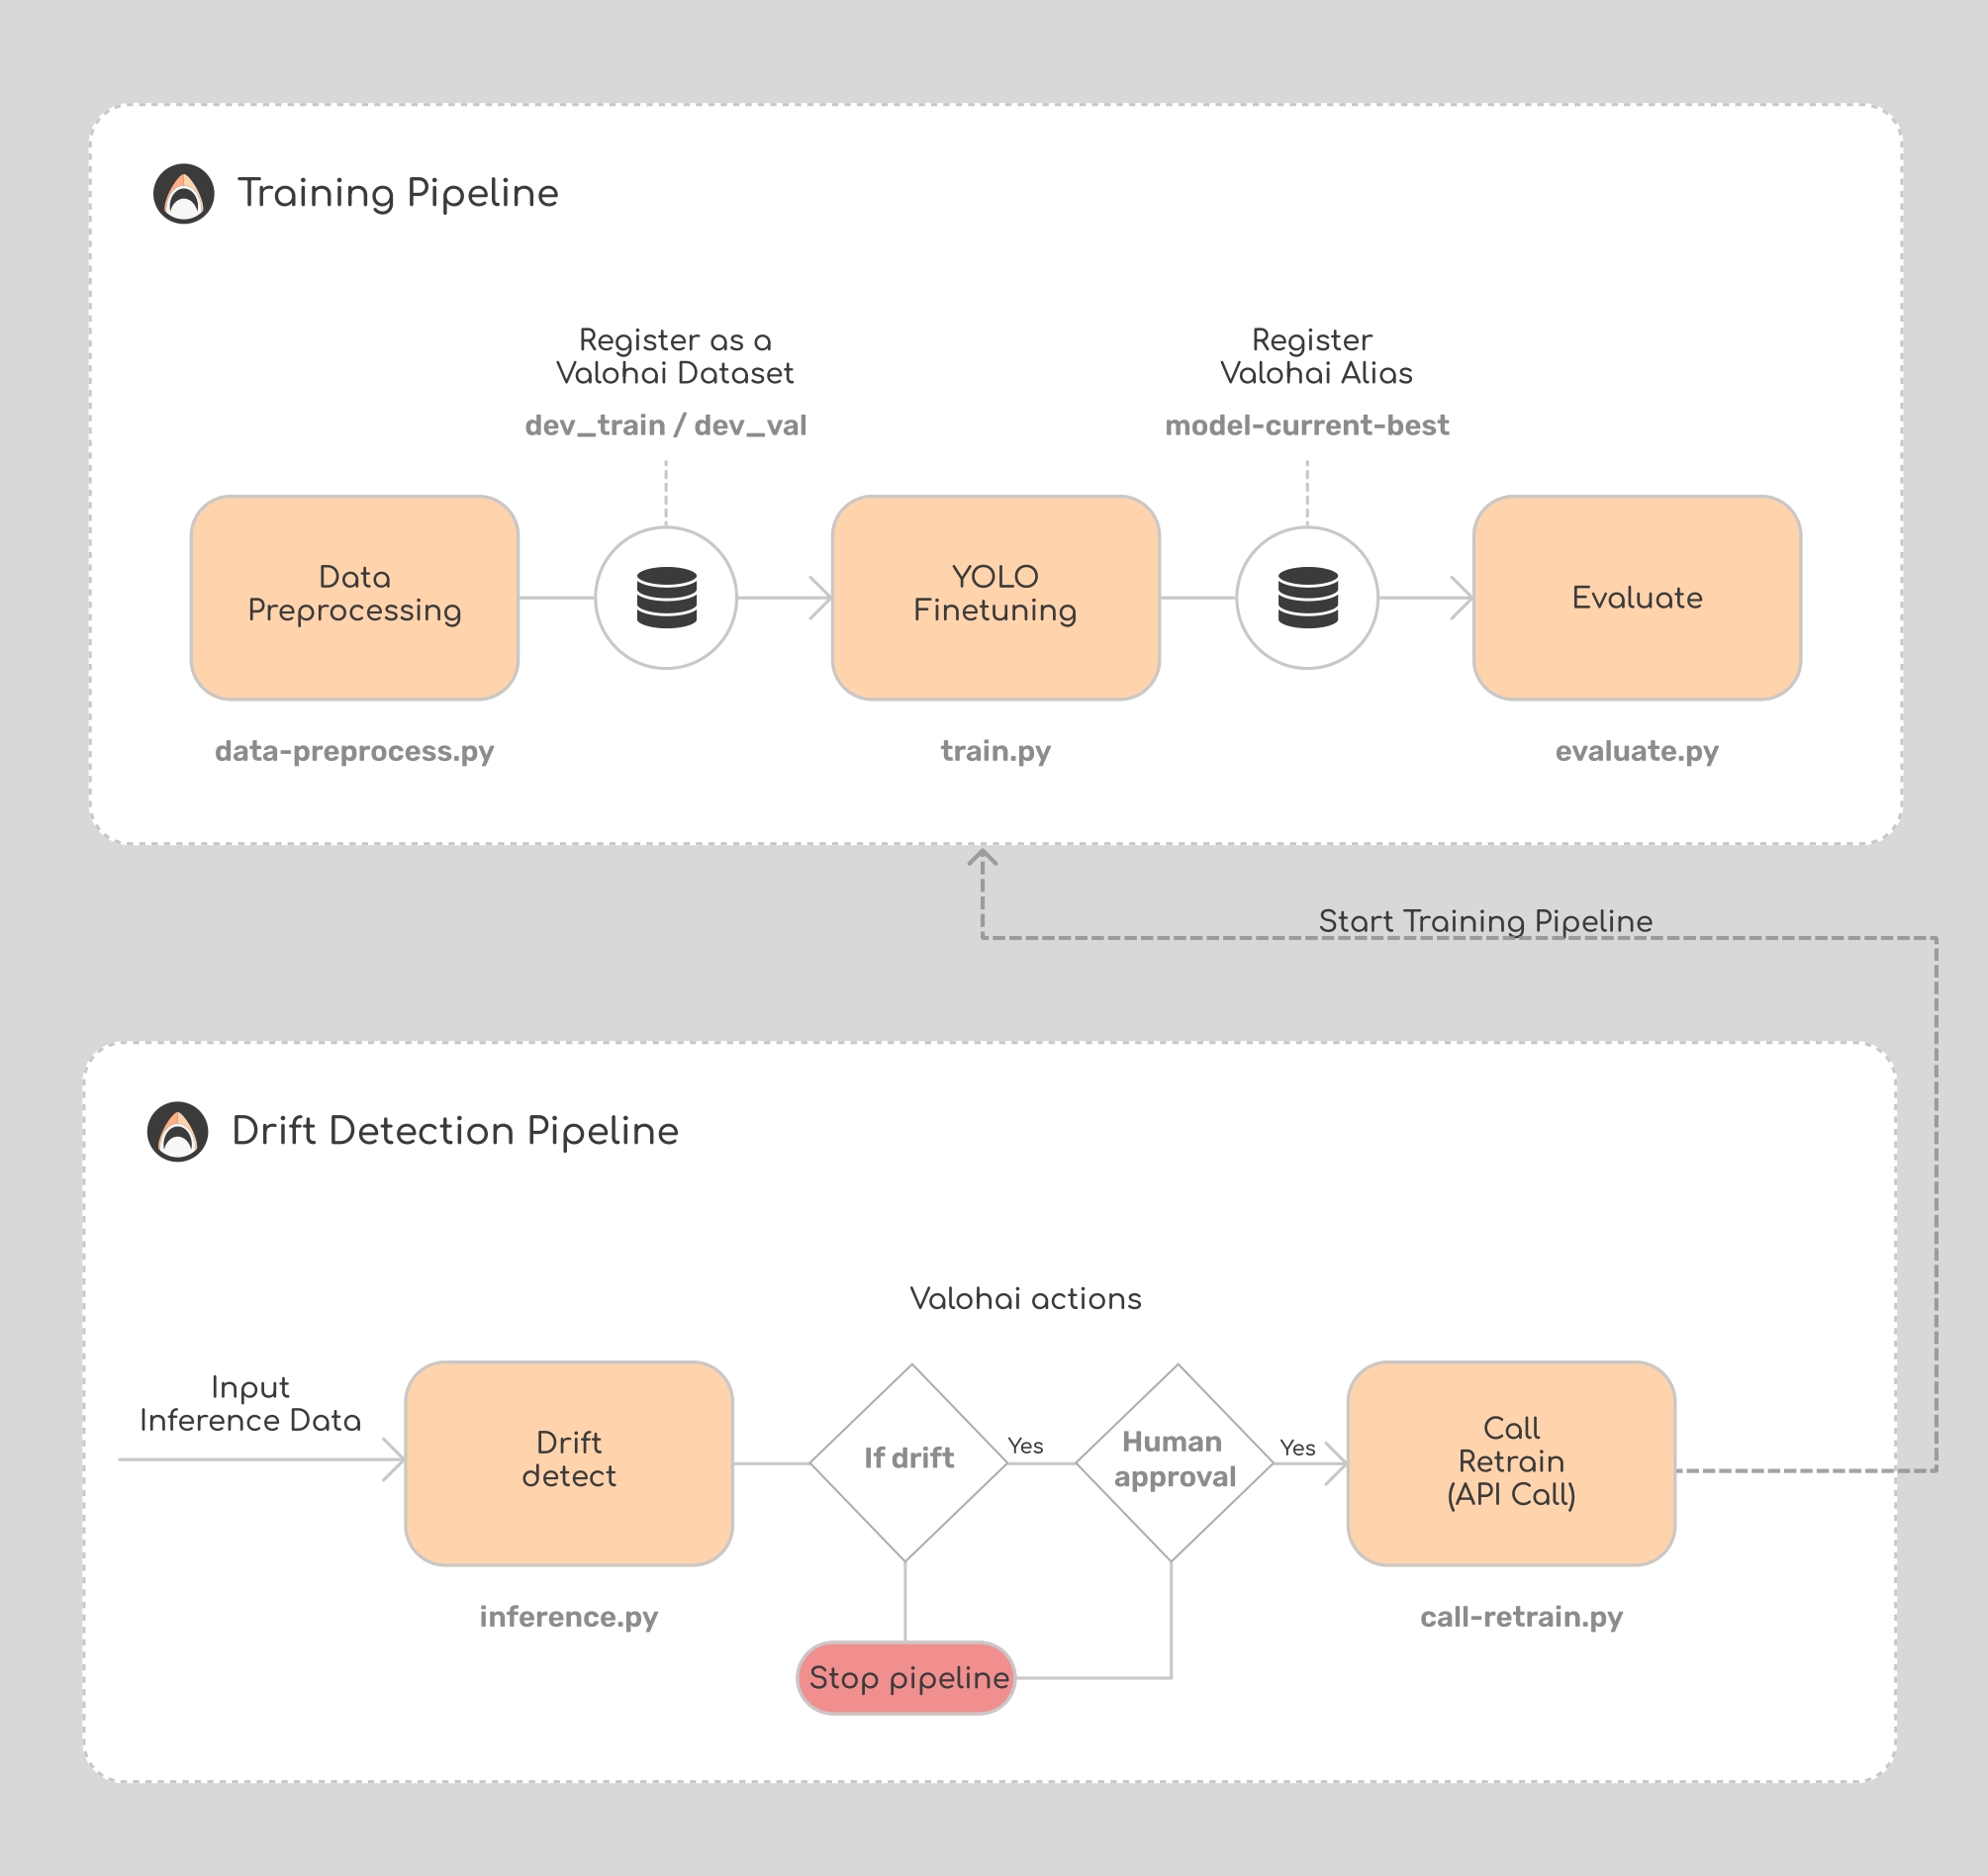 Training Pipeline
Register as a
Valohai Dataset
dev_train / dev_val
Register
Valohai Alias
model-current-best
Data
Preprocessing
YOLO
Finetuning
Evaluate
data-preprocess.py
train.py
evaluate.py
Start Training Pipeline
Drift Detection Pipeline
Valohai actions
Input
Inference Data
Drift
detect
If drift
Yes
Human
approval
Yes
Call
Retrain
(API Call)
inference.py
call-retrain.py
Stop pipeline